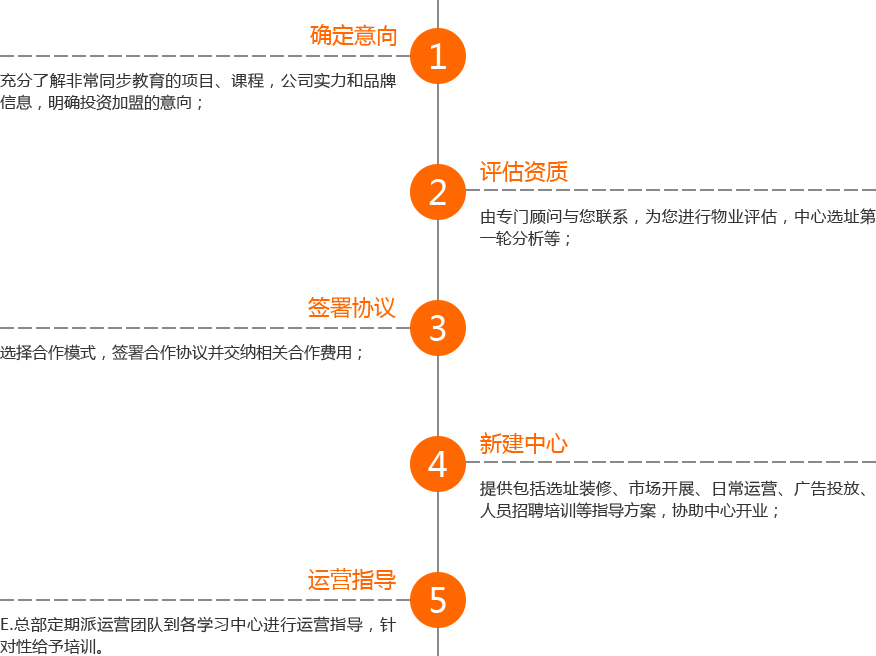 确定意向
1
充分了解非常同步教育的项目、课程，公司实力和品牌
信息，明确投资加盟的意向；
评估资质
2
由专门顾问与您联系，为您进行物业评估，中心选址第
一轮分析等；
签署协议
3
选择合作模式，签署合作协议并交纳相关合作费用；
新建中心
4
提供包括选址装修、市场开展、日常运营、广告投放、
人员招聘培训等指导方案，协助中心开业；
运营指导
5
E.总部定期派运营团队到各学习中心进行运营指导，针
对性给予培训。